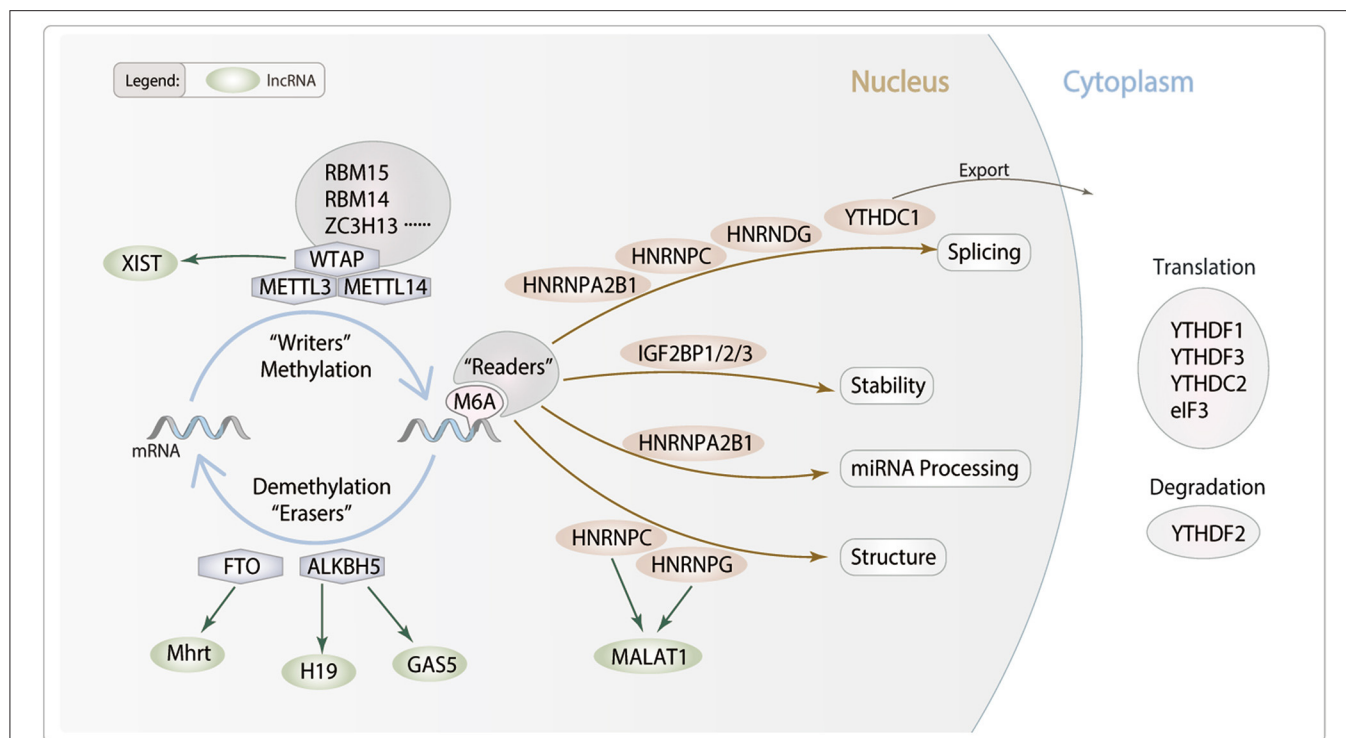 Legend:
lncRNA
Nucleus
Cytoplasm
RBM15
RBM14
ZC3H13 ······
WTAP
METTL3
METTL14
XIST
“Writers”
Methylation
mRNA
Demethylation
“Erasers”
FTO
ALKBH5
Mhrt
H19
GAS5
“Readers”
M6A
HNRNPA2B1
HNRNPC
HNRNDG
YTHDC1
Export
Splicing
IGF2BP1/2/3
Stability
HNRNPA2B1
miRNA Processing
HNRNPC
HNRNPG
Structure
MALAT1
Translation
YTHDF1
YTHDF3
YTHDC2
eIF3
Degradation
YTHDF2